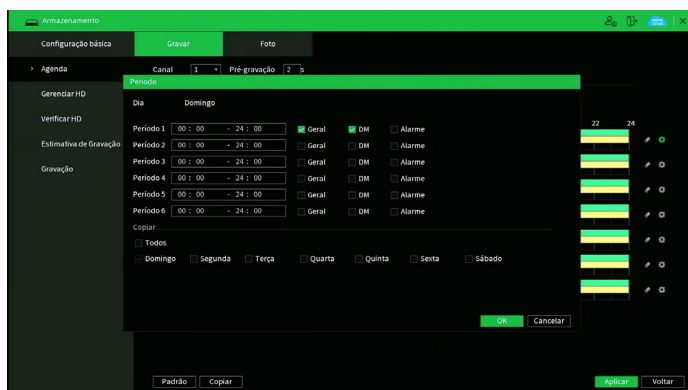 Armazenamento
Configuração básica Gravar Foto
Agenda Canal 1 Pré-gravação 2 s
Período
Gerenciar HD
Dia Domingo
Verificar HD
22 24
Período 1 00 : 00 - 24 : 00 Geral DM Alarme
Estimativa de Gravação
Período 2 00 : 00 - 24 : 00 Geral DM Alarme
Período 3 00 : 00 - 24 : 00 Geral DM Alarme
Gravação
Período 4 00 : 00 - 24 : 00 Geral DM Alarme
Período 5 00 : 00 - 24 : 00 Geral DM Alarme
Período 6 00 : 00 - 24 : 00 Geral DM Alarme
Copiar
Todos
Domingo Segunda Terça Quarta Quinta Sexta Sábado
OK Cancelar
Padrão Copiar Aplicar Voltar